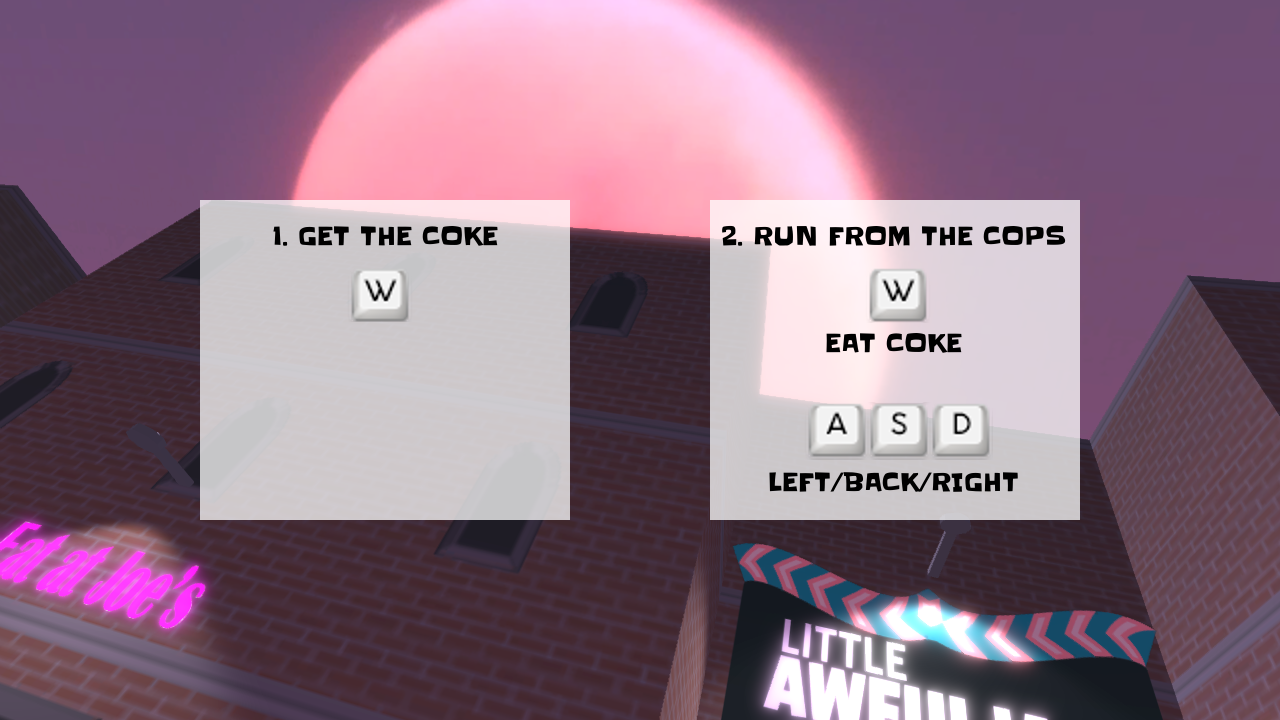 1. GET THE COKE
W
2. RUN FROM THE COPS
W
EAT COKE
A S D
LEFT/BACK/RIGHT
Eat at Joe's
LITTLE